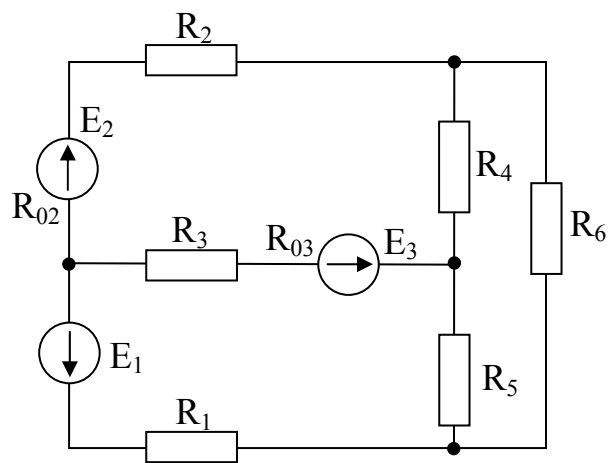 R₂
E₂
R₄
R₀₂
R₆
R₃
R₀₃
E₃
E₁
R₅
R₁